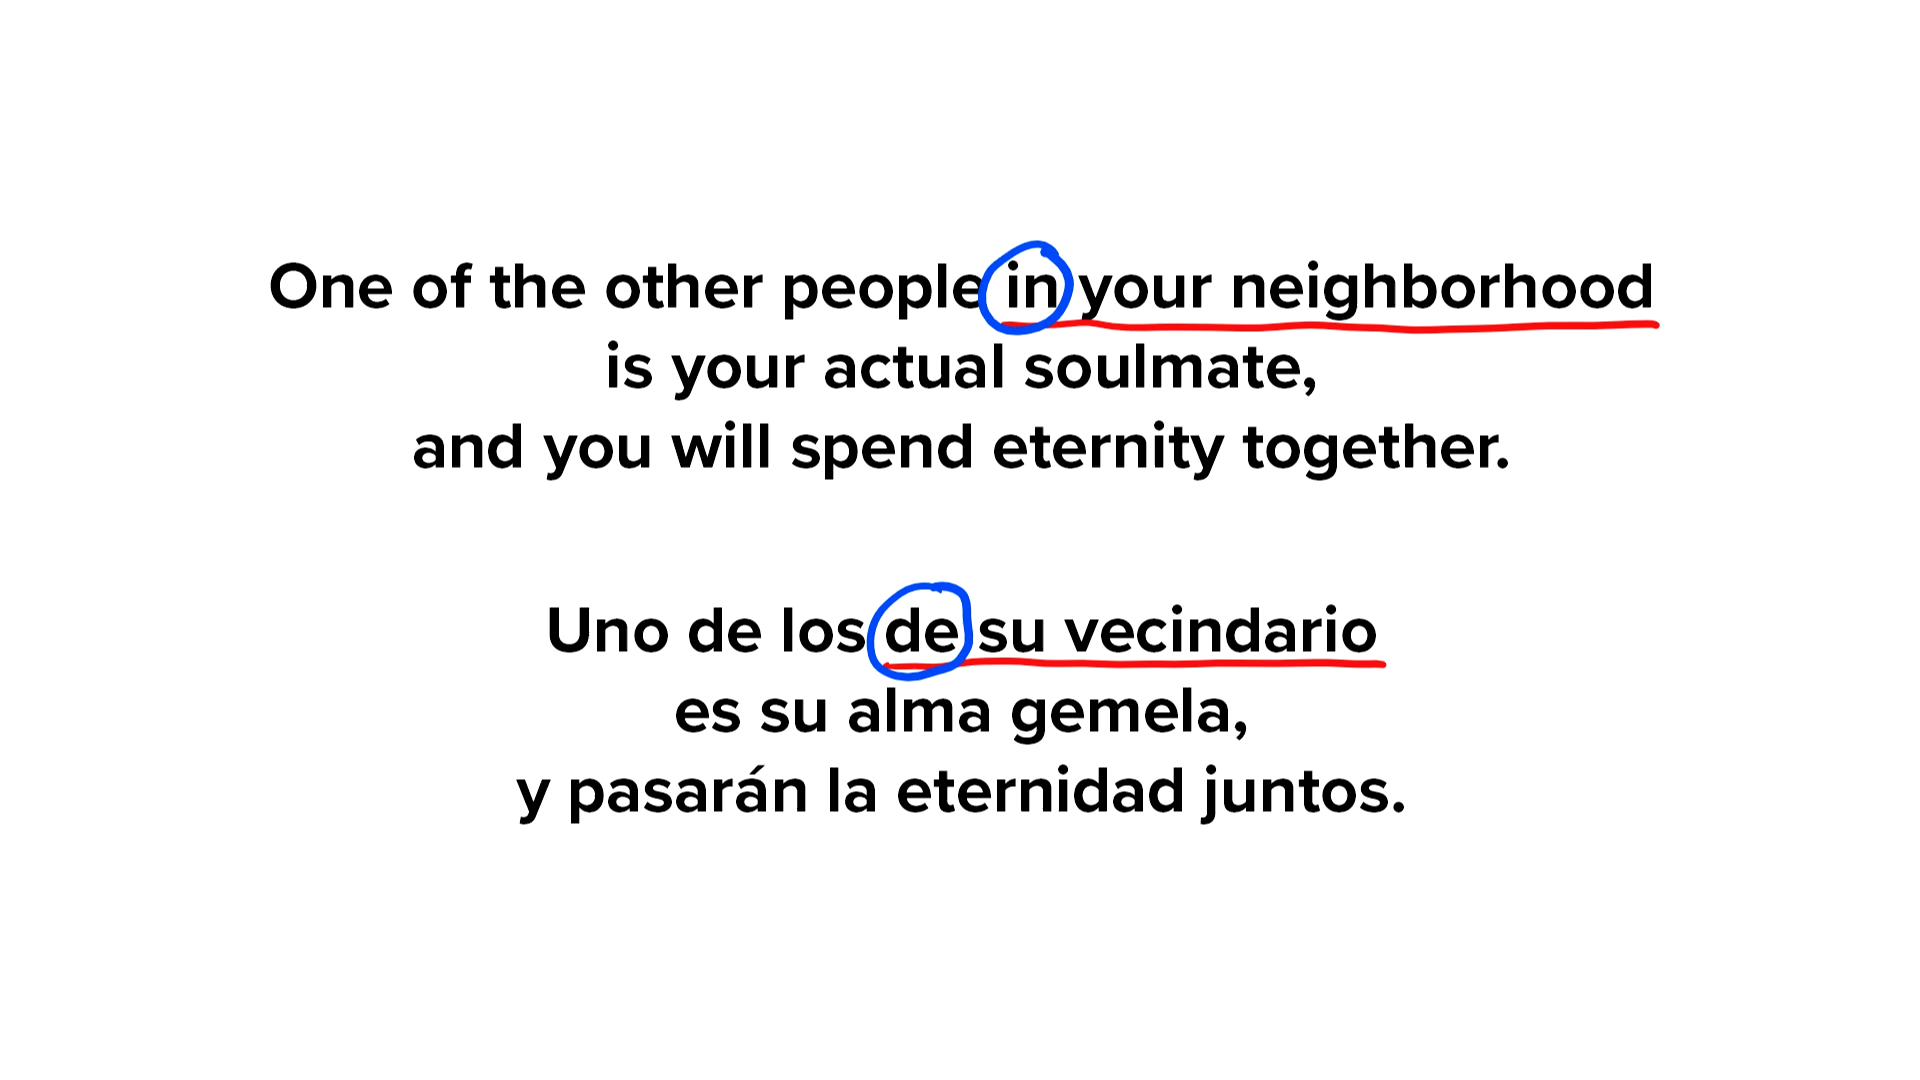 One of the other people in your neighborhood
is your actual soulmate,
and you will spend eternity together.
Uno de los de su vecindario
es su alma gemela,
y pasarán la eternidad juntos.